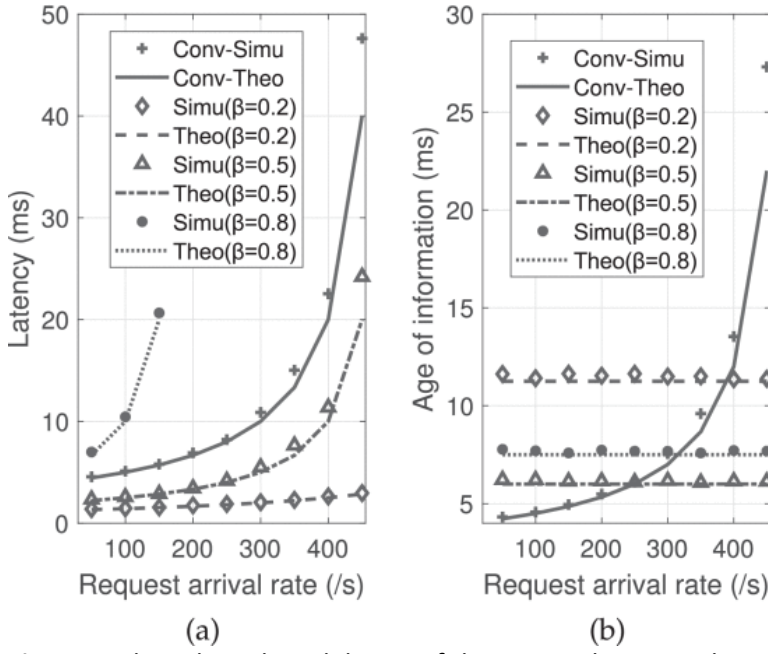 50
40
30
20
10
0
Latency (ms)
Conv-Simu
Conv-Theo
Simu(β=0.2)
Theo(β=0.2)
Simu(β=0.5)
Theo(β=0.5)
Simu(β=0.8)
Theo(β=0.8)
100 200 300 400
Request arrival rate (/s)
(a)
30
25
20
15
10
5
Age of information (ms)
Conv-Simu
Conv-Theo
Simu(β=0.2)
Theo(β=0.2)
Simu(β=0.5)
Theo(β=0.5)
Simu(β=0.8)
Theo(β=0.8)
100 200 300 400
Request arrival rate (/s)
(b)